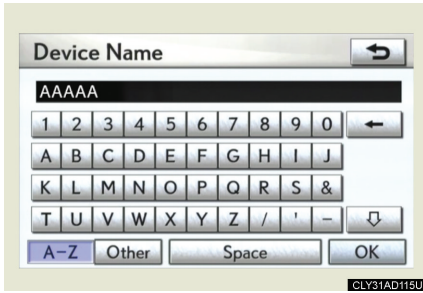 Device Name
AAAAA
1 2 3 4 5 6 7 8 9 0 ←
A B C D E F G H I J
K L M N O P Q R S &
T U V W X Y Z / ' –
A–Z Other Space OK
CLY31AD115U